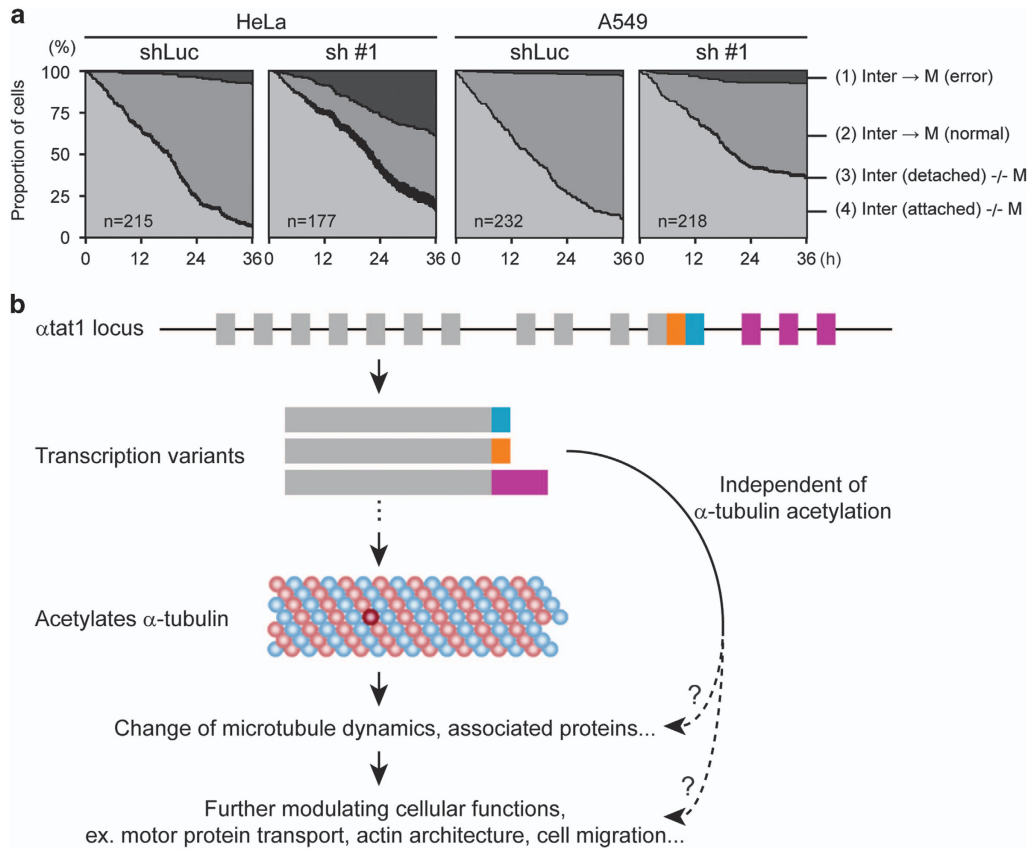 a
HeLa
A549
(%)
shLuc
sh #1
shLuc
sh #1
Proportion of cells
100
75
50
25
0
n=215
n=177
n=232
n=218
(1) Inter → M (error)
(2) Inter → M (normal)
(3) Inter (detached) -/- M
(4) Inter (attached) -/- M
0 12 24 36
0 12 24 36
0 12 24 36
0 12 24 36 (h)
b
αtat1 locus
Transcription variants
Independent of
α-tubulin acetylation
Acetylates α-tubulin
?
Change of microtubule dynamics, associated proteins...
?
Further modulating cellular functions,
ex. motor protein transport, actin architecture, cell migration...